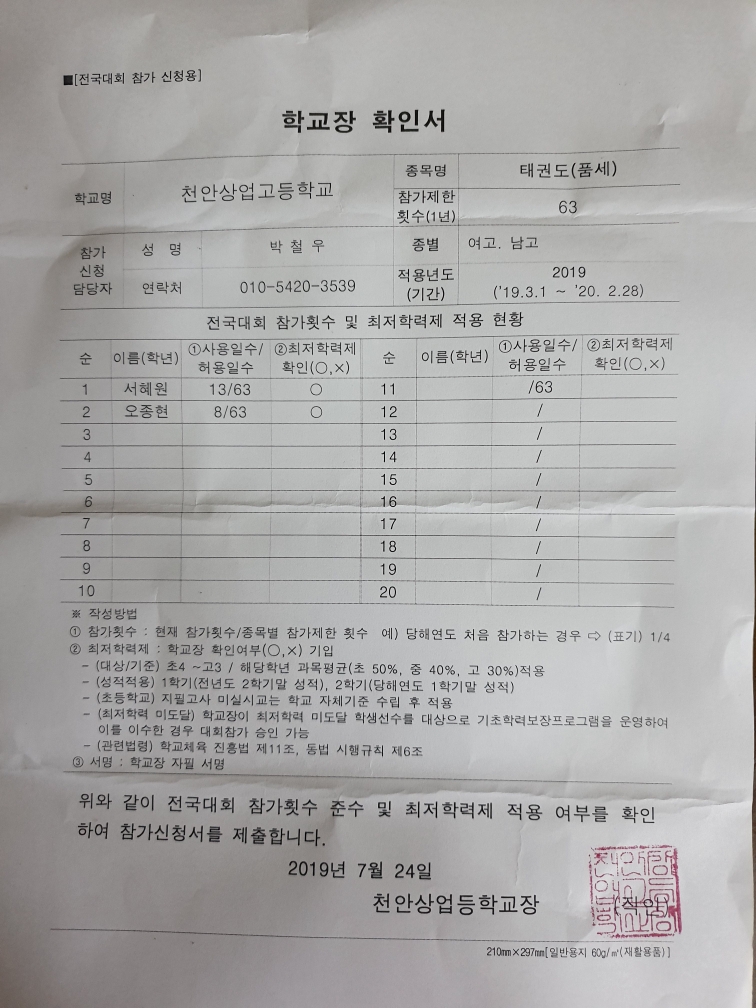 ■[전국대회 참가 신청용]
학교장 확인서
학교명 천안상업고등학교 종목명 태권도(품세)
참가제한 횟수(1년) 63
참가 신청 담당자 성 명 박철우 종별 여고. 남고
연락처 010-5420-3539 적용년도 (기간) 2019 ('19.3.1 ~ '20. 2.28)
전국대회 참가횟수 및 최저학력제 적용 현황
순 이름(학년) ①사용일수/허용일수 ②최저학력제 확인(○,×) 순 이름(학년) ①사용일수/허용일수 ②최저학력제 확인(○,×)
1 서혜원 13/63 ○ 11 /63
2 오종현 8/63 ○ 12 /
3 13 /
4 14 /
5 15 /
6 16 /
7 17 /
8 18 /
9 19 /
10 20 /
※ 작성방법
① 참가횟수 : 현재 참가횟수/종목별 참가제한 횟수 예) 당해연도 처음 참가하는 경우 ⇨ (표기) 1/4
② 최저학력제 : 학교장 확인여부(○,×) 기입
- (대상/기준) 초4 ~고3 / 해당학년 과목평균(초 50%, 중 40%, 고 30%)적용
- (성적적용) 1학기(전년도 2학기말 성적), 2학기(당해연도 1학기말 성적)
- (초등학교) 지필고사 미실시교는 학교 자체기준 수립 후 적용
- (최저학력 미도달) 학교장이 최저학력 미도달 학생선수를 대상으로 기초학력보장프로그램을 운영하여
이를 이수한 경우 대회참가 승인 가능
- (관련법령) 학교체육 진흥법 제11조, 동법 시행규칙 제6조
③ 서명 : 학교장 자필 서명
위와 같이 전국대회 참가횟수 준수 및 최저학력제 적용 여부를 확인
하여 참가신청서를 제출합니다.
2019년 7월 24일
천안상업등학교장 (직인)
210㎜×297㎜[일반용지 60g/㎡(재활용품)]